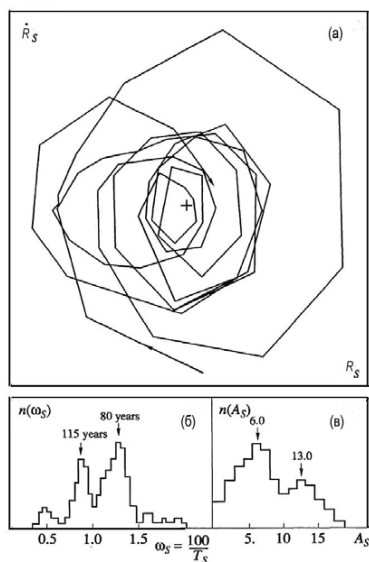 Ṙ_S
(а)
R_S
n(ω_S)
80 years
(б)
115 years
0.5 1.0 1.5 ω_S = 100/T_S
n(A_S)
(в)
6.0
13.0
5. 10 15 A_S